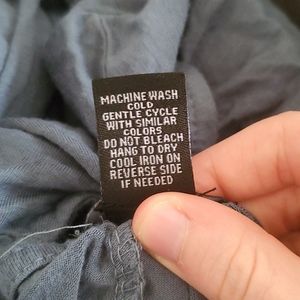 MACHINE WASH
COLD
GENTLE CYCLE
WITH SIMILAR
COLORS
DO NOT BLEACH
HANG TO DRY
COOL IRON ON
REVERSE SIDE
IF NEEDED